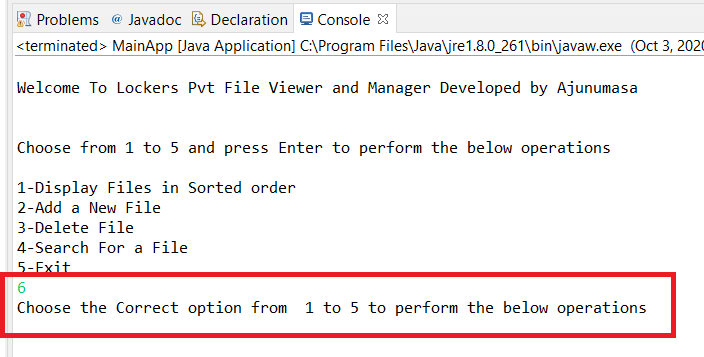 Problems @ Javadoc Declaration Console
<terminated> MainApp [Java Application] C:\Program Files\Java\jre1.8.0_261\bin\javaw.exe (Oct 3, 2020
Welcome To Lockers Pvt File Viewer and Manager Developed by Ajunumasa
Choose from 1 to 5 and press Enter to perform the below operations
1-Display Files in Sorted order
2-Add a New File
3-Delete File
4-Search For a File
5-Exit
6
Choose the Correct option from  1 to 5 to perform the below operations